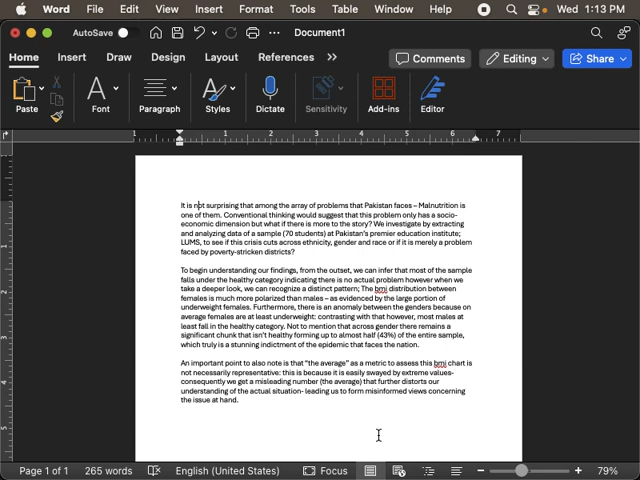 Word File Edit View Insert Format Tools Table Window Help Wed 1:13 PM
AutoSave Document1
Home Insert Draw Design Layout References Comments Editing Share
Paste Font Paragraph Styles Dictate Sensitivity Add-ins Editor
1 1 2 3 4 5 6 7
It is not surprising that among the array of problems that Pakistan faces – Malnutrition is
one of them. Conventional thinking would suggest that this problem only has a socio-
economic dimension but what if there is more to the story? We investigate by extracting
and analyzing data of a sample (70 students) at Pakistan's premier education institute;
LUMS, to see if this crisis cuts across ethnicity, gender and race or if it is merely a problem
faced by poverty-stricken districts?
To begin understanding our findings, from the outset, we can infer that most of the sample
falls under the healthy category indicating there is no actual problem however when we
take a deeper look, we can recognize a distinct pattern; The bmi distribution between
females is much more polarized than males – as evidenced by the large portion of
underweight females. Furthermore, there is an anomaly between the genders because on
average females are at least underweight: contrasting with that however, most males at
least fall in the healthy category. Not to mention that across gender there remains a
significant chunk that isn't healthy forming up to almost half (43%) of the entire sample,
which truly is a stunning indictment of the epidemic that faces the nation.
An important point to also note is that "the average" as a metric to assess this bmi chart is
not necessarily representative: this is because it is easily swayed by extreme values-
consequently we get a misleading number (the average) that further distorts our
understanding of the actual situation- leading us to form misinformed views concerning
the issue at hand.
1 2 3 4 5
Page 1 of 1 265 words English (United States) Focus 79%